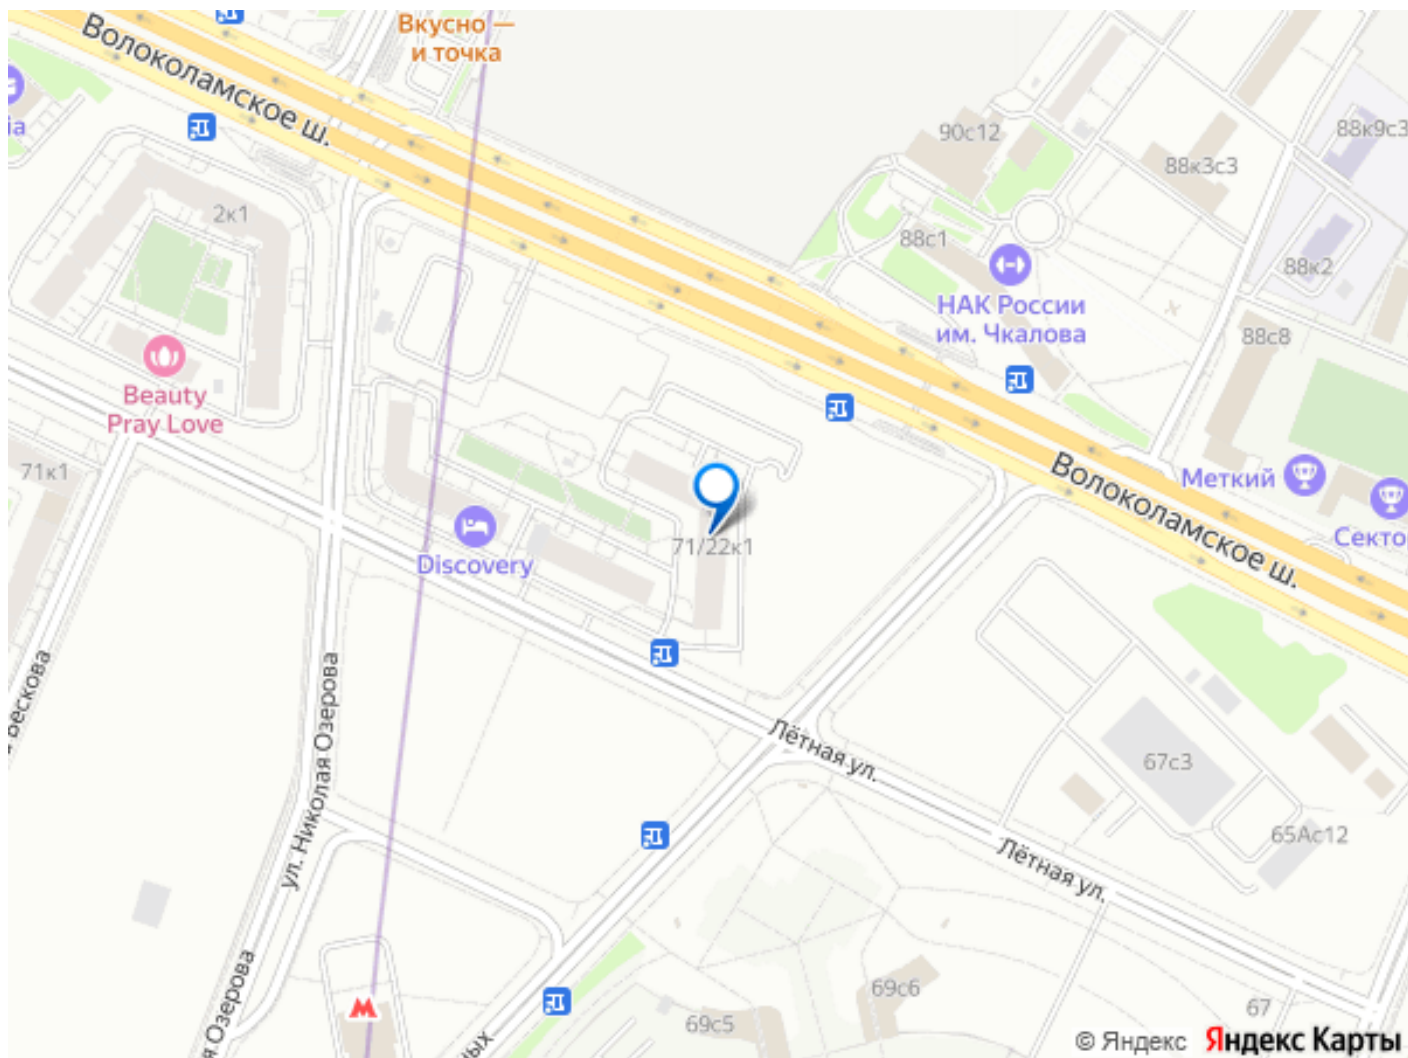 Вкусно —
и точка
Волоколамское ш.
90с12
88к9с3
88к3с3
2к1
88с1
88к2
НАК России
им. Чкалова
88с8
Beauty
Pray Love
71к1
Меткий
Волоколамское ш.
Discovery
71/22к1
ул. Николая Озерова
Лётная ул.
67с3
65Ас12
Лётная ул.
69с6
69с5
67
© Яндекс
Яндекс Карты